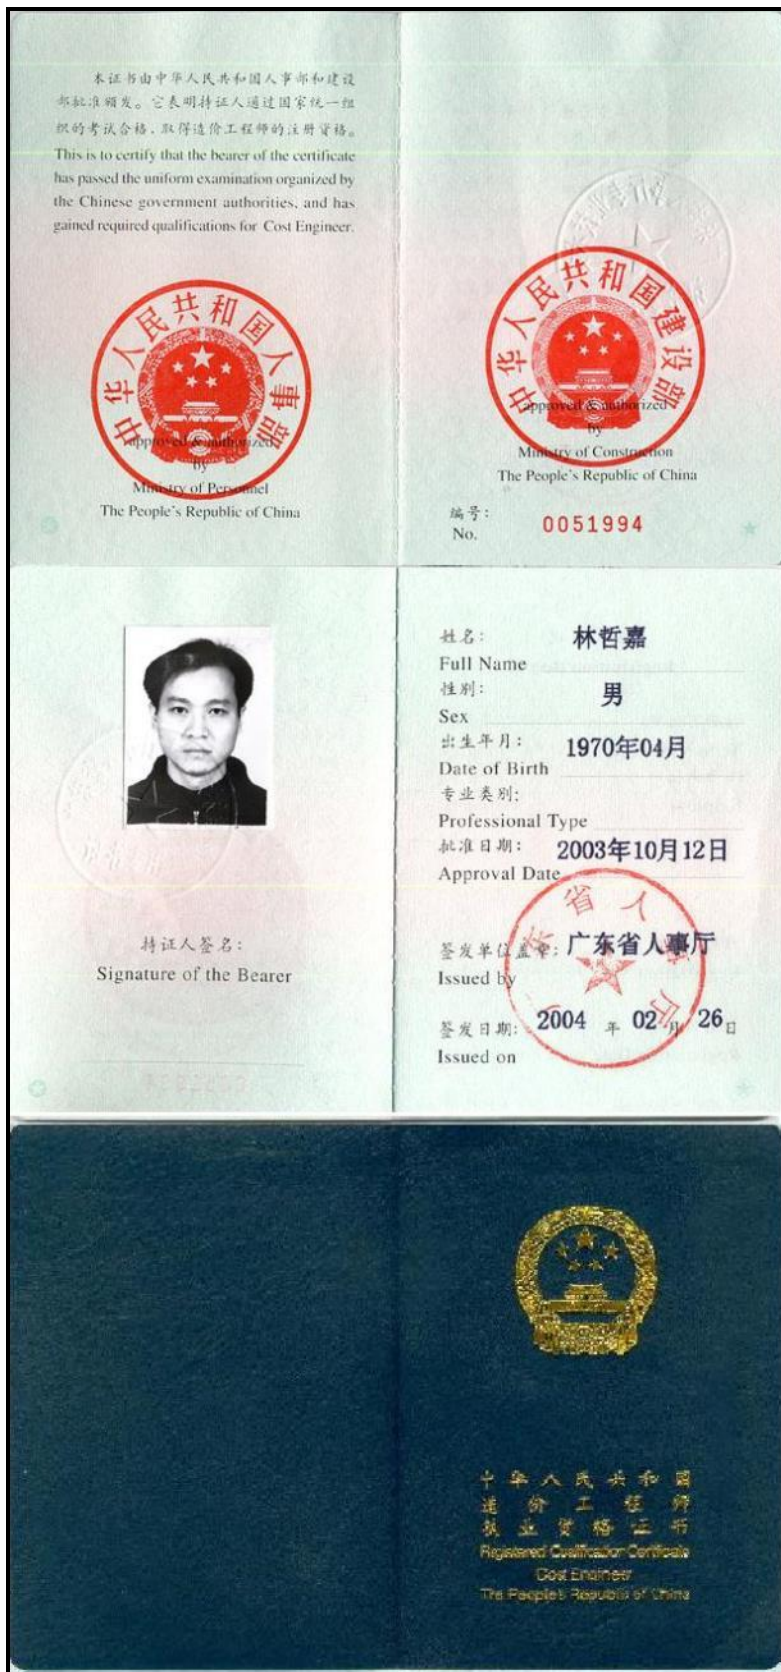 本证书由中华人民共和国人事部和建设
部批准颁发。它表明持证人通过国家统一组
织的考试合格、取得造价工程师的注册资格。
This is to certify that the bearer of the certificate
has passed the uniform examination organized by
the Chinese government authorities, and has
gained required qualifications for Cost Engineer.
中华人民共和国人事部
approved & authorized
by
Ministry of Personnel
The People's Republic of China
中华人民共和国建设部
approved & authorized
by
Ministry of Construction
The People's Republic of China
编号:
No. 0051994
持证人签名:
Signature of the Bearer
姓名: 林哲嘉
Full Name
性别: 男
Sex
出生年月: 1970年04月
Date of Birth
专业类别:
Professional Type
批准日期: 2003年10月12日
Approval Date
广东省人事厅
签发单位盖章: 广东省人事厅
Issued by
签发日期: 2004 年 02 月 26 日
Issued on
中华人民共和国
造价工程师
执业资格证书
Registered Qualification Certificate
Cost Engineer
The People's Republic of China